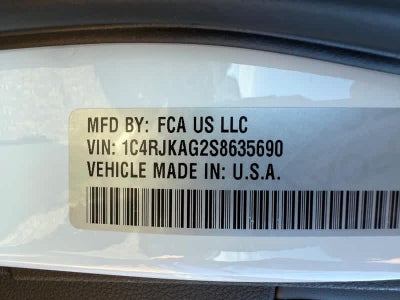 MFD BY: FCA US LLC
VIN: 1C4RJKAG2S8635690
VEHICLE MADE IN: U.S.A.